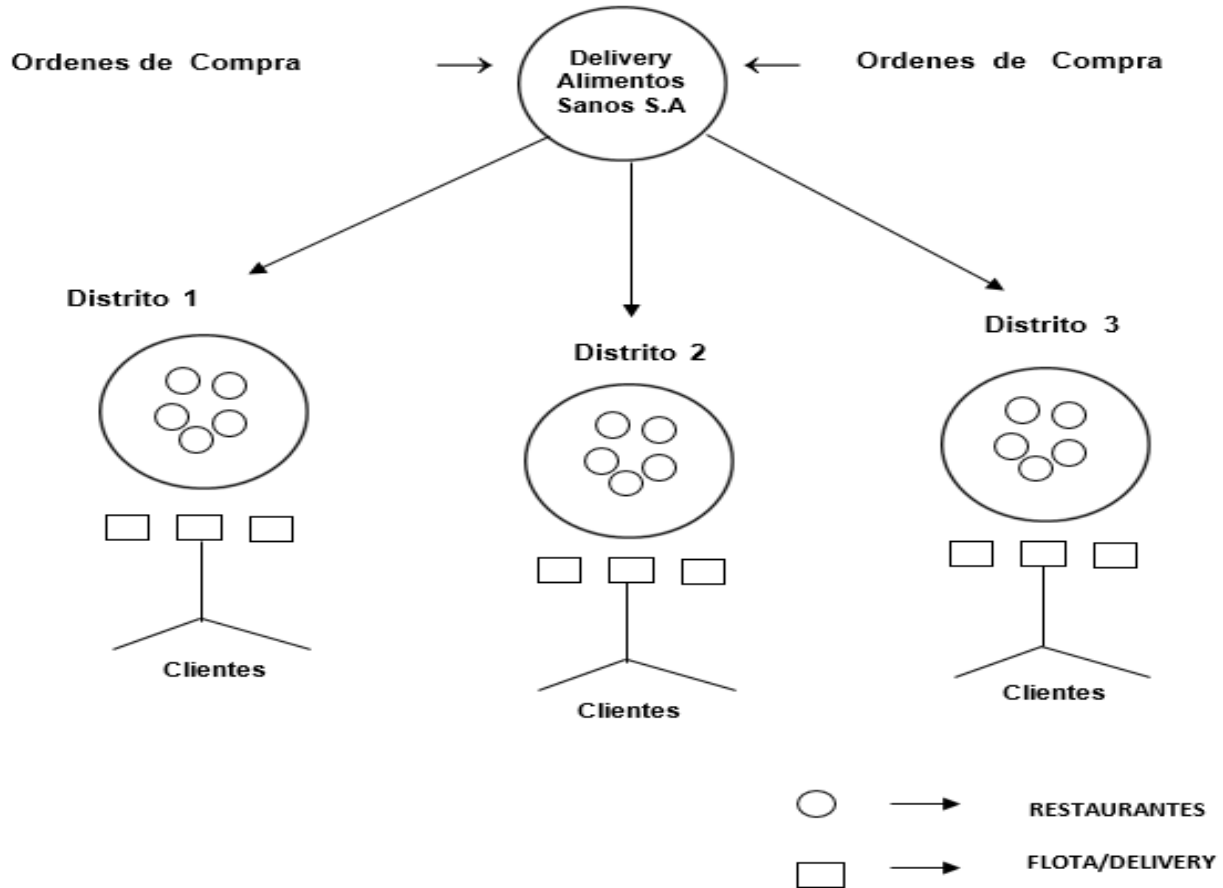 Ordenes de Compra
Delivery
Alimentos
Sanos S.A
Ordenes de Compra
Distrito 1
Distrito 2
Distrito 3
Clientes
Clientes
Clientes
RESTAURANTES
FLOTA/DELIVERY